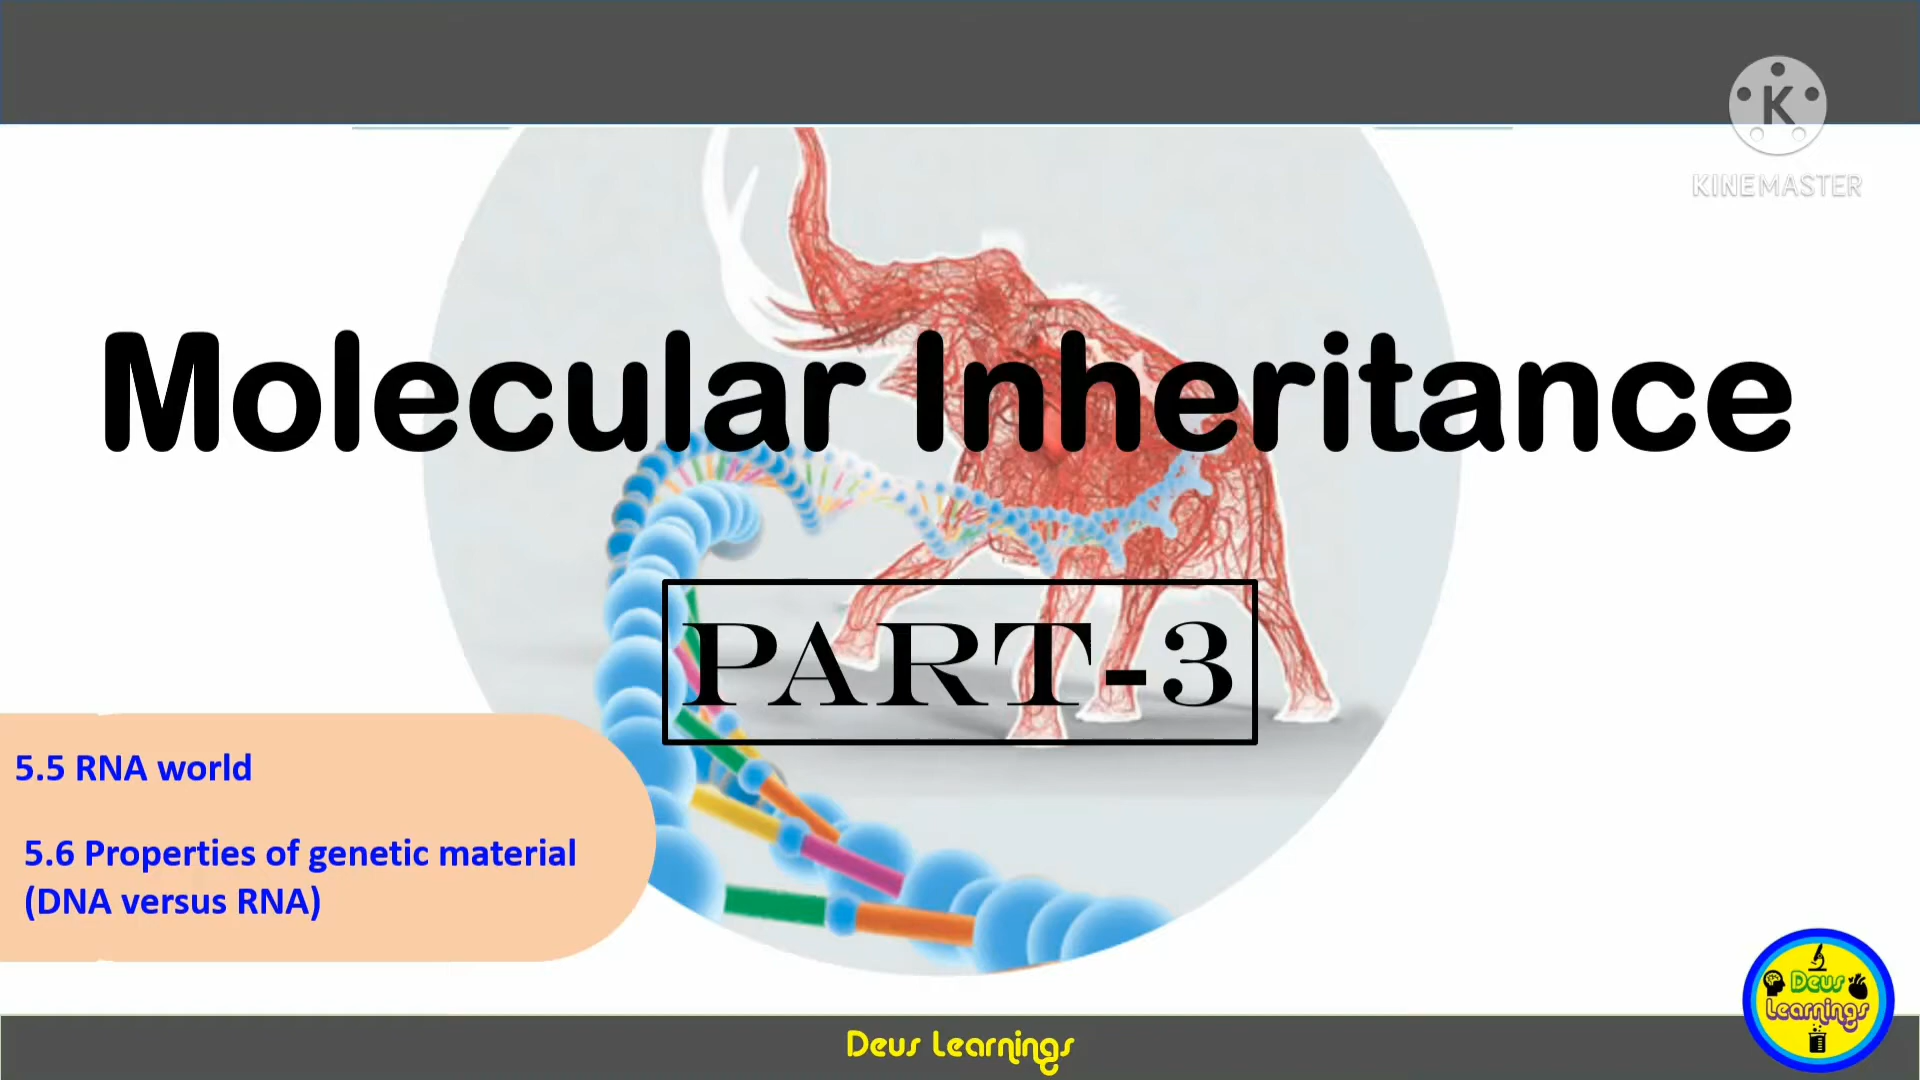 K
KINEMASTER
Molecular Inheritance
PART-3
5.5 RNA world
5.6 Properties of genetic material
(DNA versus RNA)
Deus
Learnings
Deus Learnings